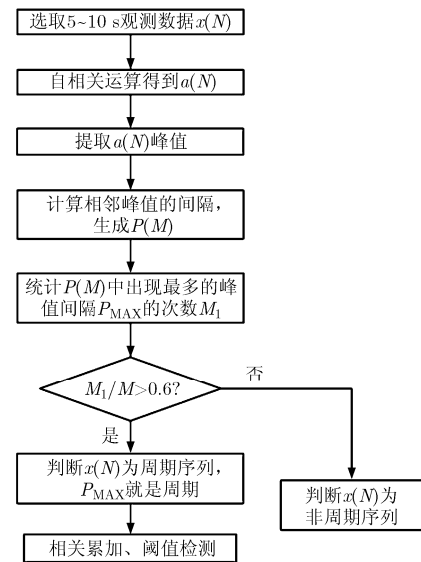 选取5~10 s观测数据x(N)
自相关运算得到a(N)
提取a(N)峰值
计算相邻峰值的间隔,
生成P(M)
统计P(M)中出现最多的峰
值间隔PMAX的次数M1
M1/M>0.6?
否
是
判断x(N)为周期序列,
PMAX就是周期
判断x(N)为
非周期序列
相关累加、阈值检测